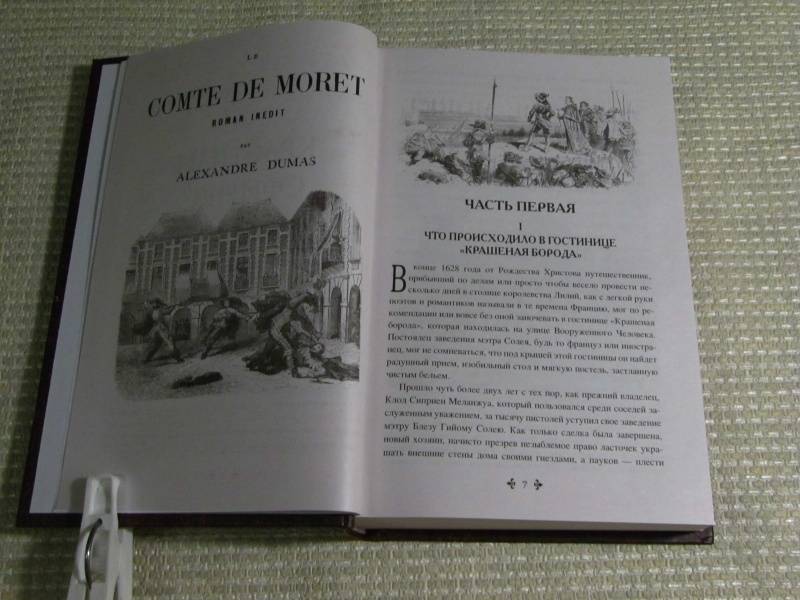 LE
COMTE DE MORET
ROMAN INÉDIT
PAR
ALEXANDRE DUMAS
ЧАСТЬ ПЕРВАЯ
I
ЧТО ПРОИСХОДИЛО В ГОСТИНИЦЕ
«КРАШЕНАЯ БОРОДА»
В конце 1628 года от Рождества Христова путешественник,
прибывший по делам или просто чтобы весело провести не-
сколько дней в столице королевства Лилий, как с легкой руки
поэтов и романтиков называли в те времена Францию, мог по ре-
комендации или вовсе без оной заночевать в гостинице «Крашеная
борода», которая находилась на улице Вооруженного Человека.
Постоялец заведения мэтра Солея, будь то француз или иностра-
нец, мог не сомневаться, что под крышей этой гостиницы он найдет
радушный прием, изобильный стол и мягкую постель, застланную
чистым бельем.
Прошло чуть более двух лет с тех пор, как прежний владелец,
Клод Сиприен Меланжуа, который пользовался среди соседей за-
служенным уважением, за тысячу пистолей уступил свое заведение
мэтру Блезу Гийому Солею. Как только сделка была завершена,
новый хозяин, начисто презрев незыблемое право ласточек укра-
шать внешние стены дома своими гнездами, а пауков — плести
7